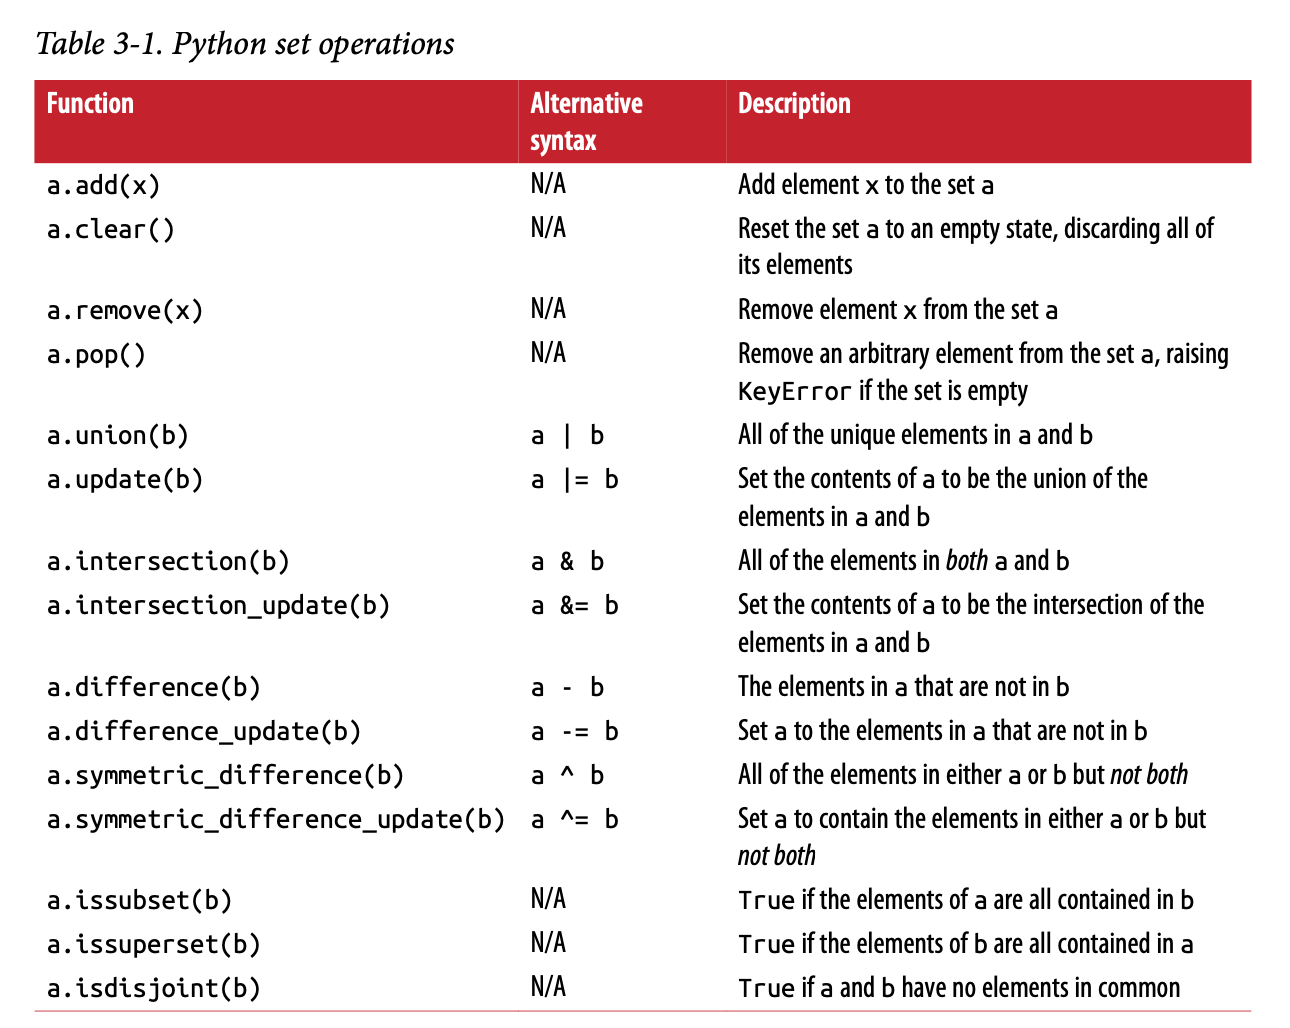 Table 3-1. Python set operations
Function Alternative syntax Description
a.add(x) N/A Add element x to the set a
a.clear() N/A Reset the set a to an empty state, discarding all of
its elements
a.remove(x) N/A Remove element x from the set a
a.pop() N/A Remove an arbitrary element from the set a, raising
KeyError if the set is empty
a.union(b) a | b All of the unique elements in a and b
a.update(b) a |= b Set the contents of a to be the union of the
elements in a and b
a.intersection(b) a & b All of the elements in both a and b
a.intersection_update(b) a &= b Set the contents of a to be the intersection of the
elements in a and b
a.difference(b) a - b The elements in a that are not in b
a.difference_update(b) a -= b Set a to the elements in a that are not in b
a.symmetric_difference(b) a ^ b All of the elements in either a or b but not both
a.symmetric_difference_update(b) a ^= b Set a to contain the elements in either a or b but
not both
a.issubset(b) N/A True if the elements of a are all contained in b
a.issuperset(b) N/A True if the elements of b are all contained in a
a.isdisjoint(b) N/A True if a and b have no elements in common